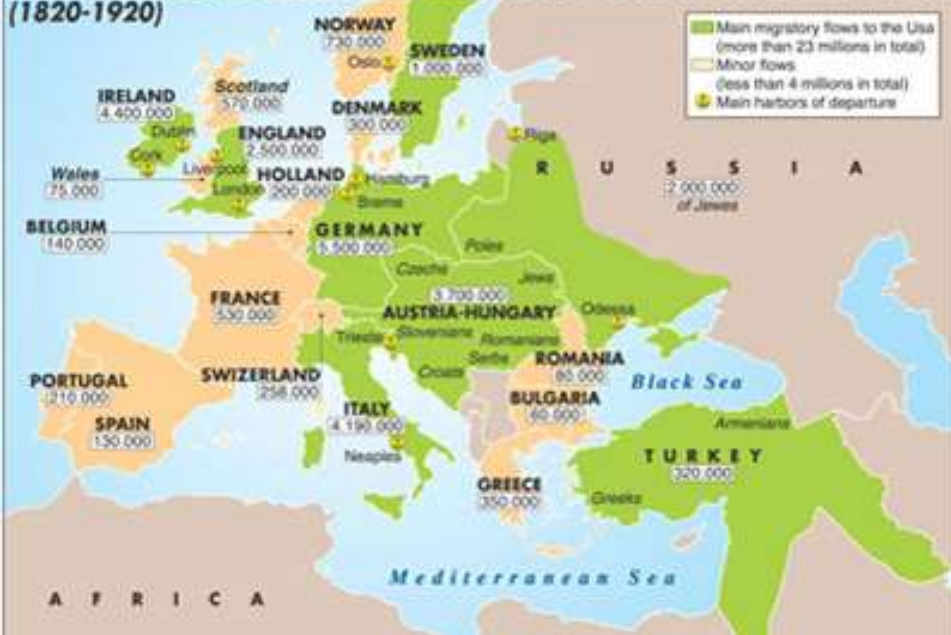 (1820-1920)
Main migratory flows to the Usa
(more than 23 millions in total)
Minor flows
(less than 4 millions in total)
Main harbors of departure
NORWAY
730 000
Oslo
SWEDEN
1.000.000
Scotland
570.000
IRELAND
4.400.000
Dublin
Cork
DENMARK
300.000
ENGLAND
2.500.000
Liverpool
London
Wales
75.000
HOLLAND
200.000
Hamburg
Breme
Riga
RUSSIA
2 000 000
of Jewes
BELGIUM
140 000
GERMANY
5.500.000
Poles
Czechs
Jews
3.700.000
AUSTRIA-HUNGARY
Odessa
FRANCE
530.000
Trieste
Slovenians
Romanians
Serbs
Croats
ROMANIA
80.000
SWIZERLAND
258.000
Black Sea
PORTUGAL
210.000
SPAIN
130.000
BULGARIA
60.000
ITALY
4.190.000
Neaples
Armenians
TURKEY
320.000
Greeks
GREECE
350.000
Mediterranean Sea
AFRICA